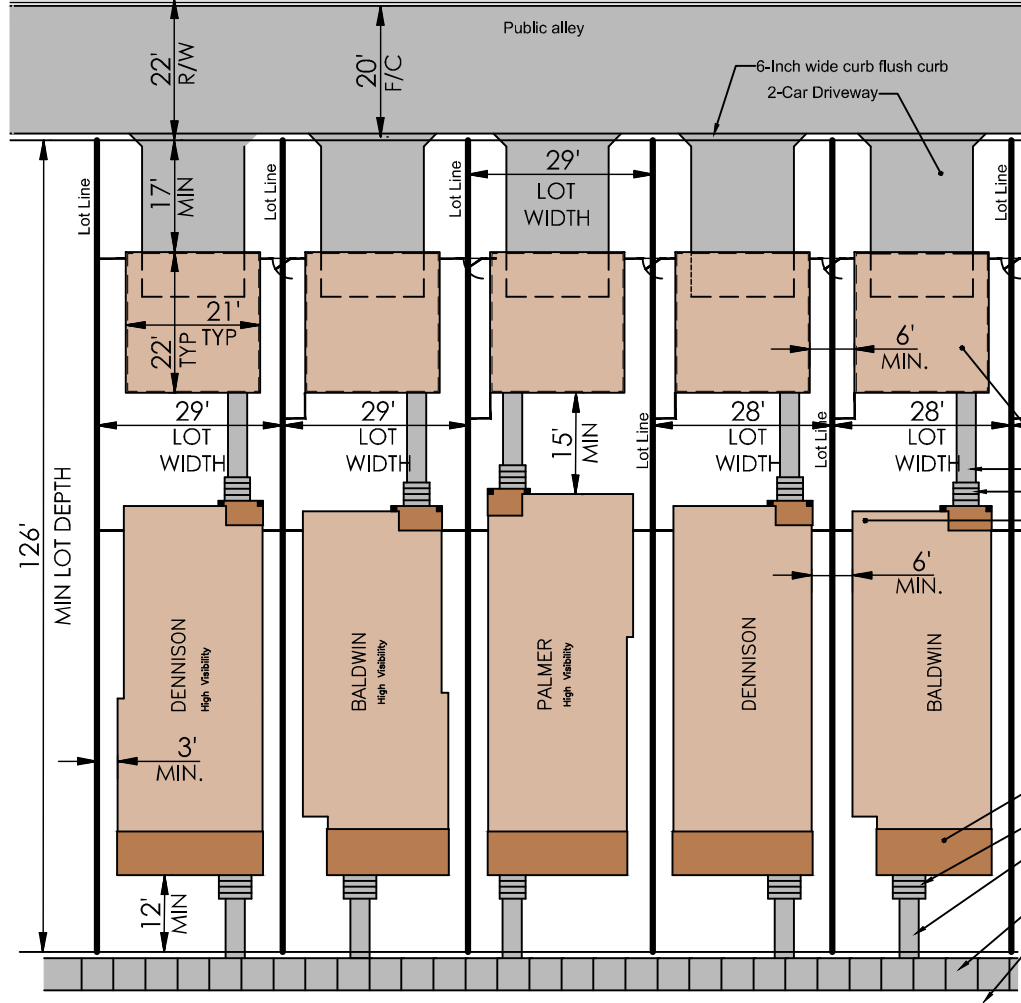 Public alley
22'
R/W
20'
F/C
6-Inch wide curb flush curb
2-Car Driveway
Lot Line
17'
MIN
Lot Line
Lot Line
29'
LOT
WIDTH
Lot Line
Lot Line
21'
TYP
22'
TYP
6'
MIN.
29'
LOT
WIDTH
29'
LOT
WIDTH
15'
MIN
Lot Line
28'
LOT
WIDTH
Lot Line
28'
LOT
WIDTH
126'
MIN LOT DEPTH
6'
MIN.
DENNISON
High Visibility
BALDWIN
High Visibility
PALMER
High Visibility
DENNISON
BALDWIN
3'
MIN.
12'
MIN